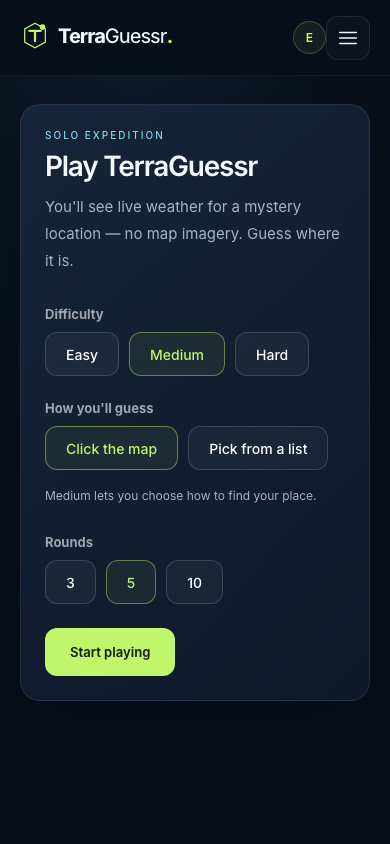 T TerraGuessr.
E
SOLO EXPEDITION
Play TerraGuessr
You'll see live weather for a mystery
location — no map imagery. Guess where
it is.
Difficulty
Easy Medium Hard
How you'll guess
Click the map Pick from a list
Medium lets you choose how to find your place.
Rounds
3 5 10
Start playing